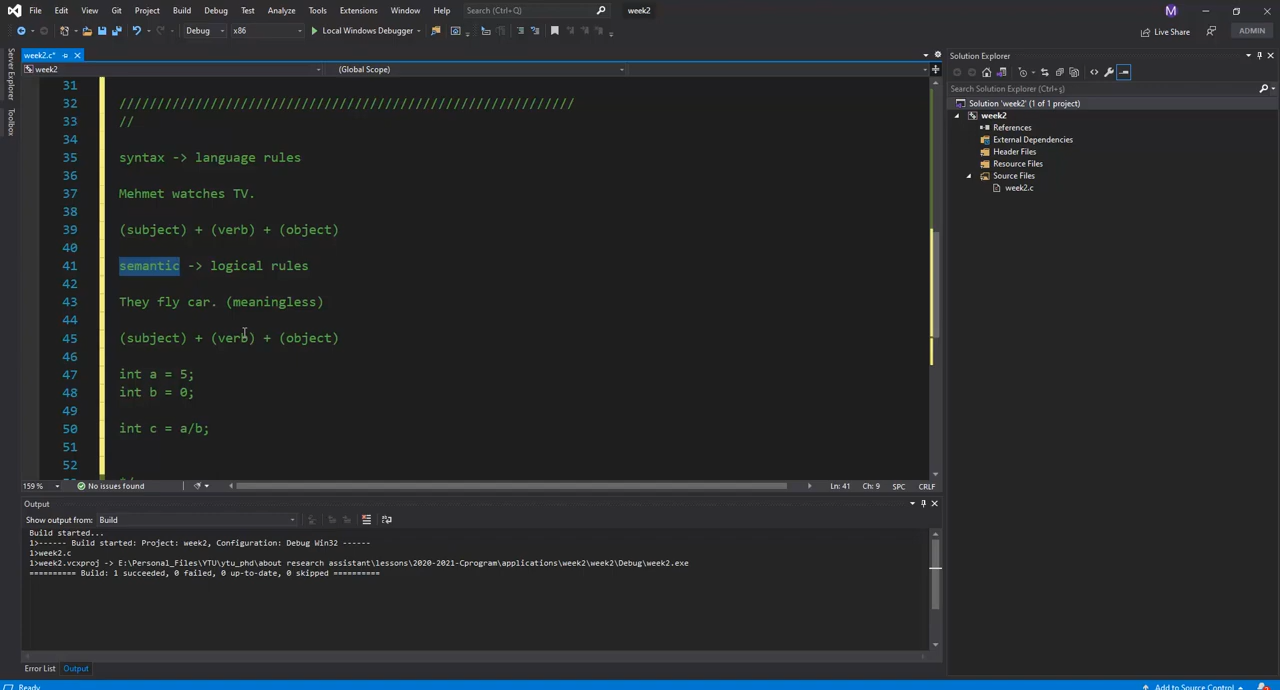 File Edit View Project Build Debug Test Analyze Tools Extensions Window Help Search (Ctrl+Q) week2 M
Debug x86 Local Windows Debugger Live Share ADMIN
week2.c*
week2 (Global Scope)
Server Explorer
Toolbox
31
32 /////////////////////////////////////////////////////////////
33 //
34
35 syntax -> language rules
36
37 Mehmet watches TV.
38
39 (subject) + (verb) + (object)
40
41 semantic -> logical rules
42
43 They fly car. (meaningless)
44
45 (subject) + (verb) + (object)
46
47 int a = 5;
48 int b = 0;
49
50 int c = a/b;
51
52
159 % No issues found Ln: 41 Ch: 9 SPC CRLF
Output
Show output from: Build
Build started...
1>------ Build started: Project: week2, Configuration: Debug Win32 ------
1>week2.c
1>week2.vcxproj -> E:\Personal_Files\YTU\ytu_phd\about research assistant\lessons\2020-2021-Cprogram\applications\week2\week2\Debug\week2.exe
========== Build: 1 succeeded, 0 failed, 0 up-to-date, 0 skipped ==========
Error List Output
Ready Add to Source Control
Solution Explorer
Search Solution Explorer (Ctrl+ş)
Solution 'week2' (1 of 1 project)
week2
References
External Dependencies
Header Files
Resource Files
Source Files
week2.c